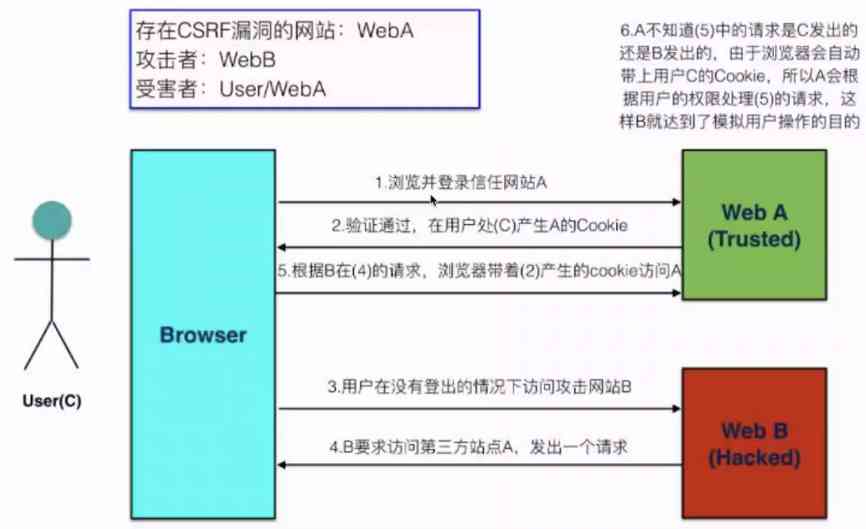 存在CSRF漏洞的网站：WebA
攻击者：WebB
受害者：User/WebA
6.A不知道(5)中的请求是C发出的
还是B发出的，由于浏览器会自动
带上用户C的Cookie，所以A会根
据用户的权限处理(5)的请求，这
样B就达到了模拟用户操作的目的
1.浏览并登录信任网站A
2.验证通过，在用户处(C)产生A的Cookie
5.根据B在(4)的请求，浏览器带着(2)产生的cookie访问A
Web A
(Trusted)
Browser
User(C)
3.用户在没有登出的情况下访问攻击网站B
4.B要求访问第三方站点A，发出一个请求
Web B
(Hacked)